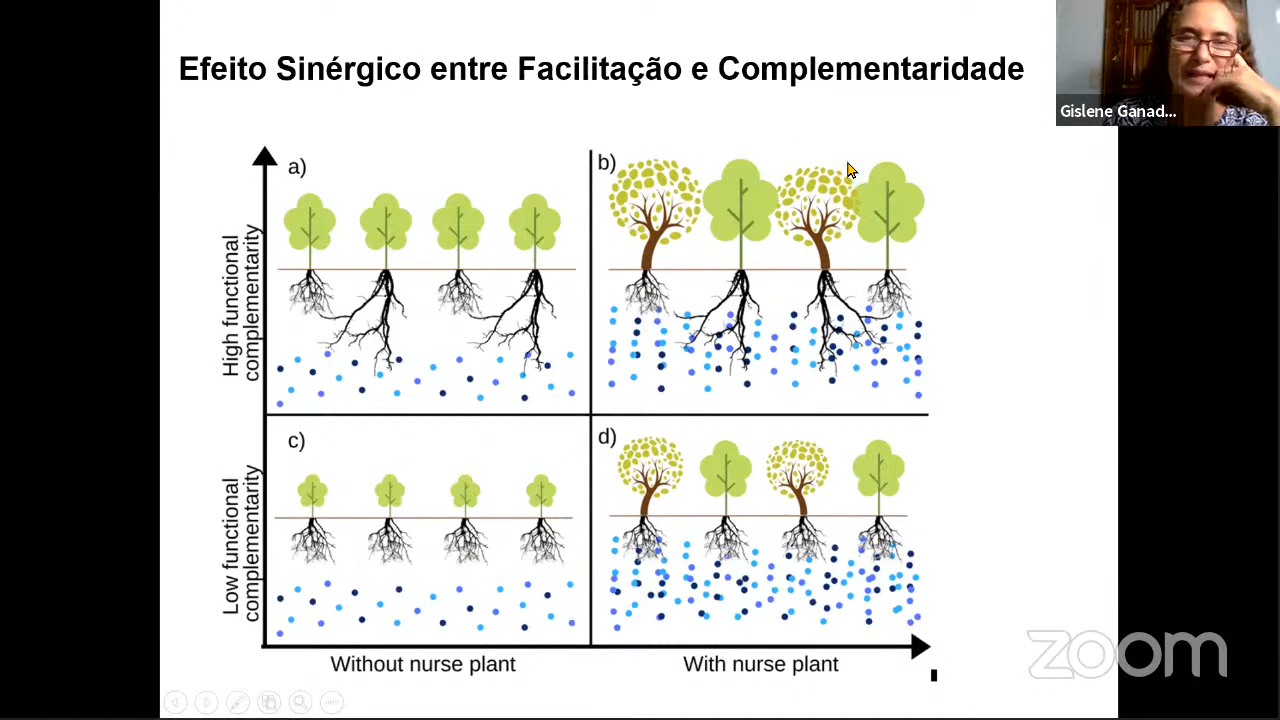 Efeito Sinérgico entre Facilitação e Complementaridade
Gislene Ganad...
a)
b)
High functional
complementarity
c)
d)
Low functional
complementarity
Without nurse plant
With nurse plant
zoom